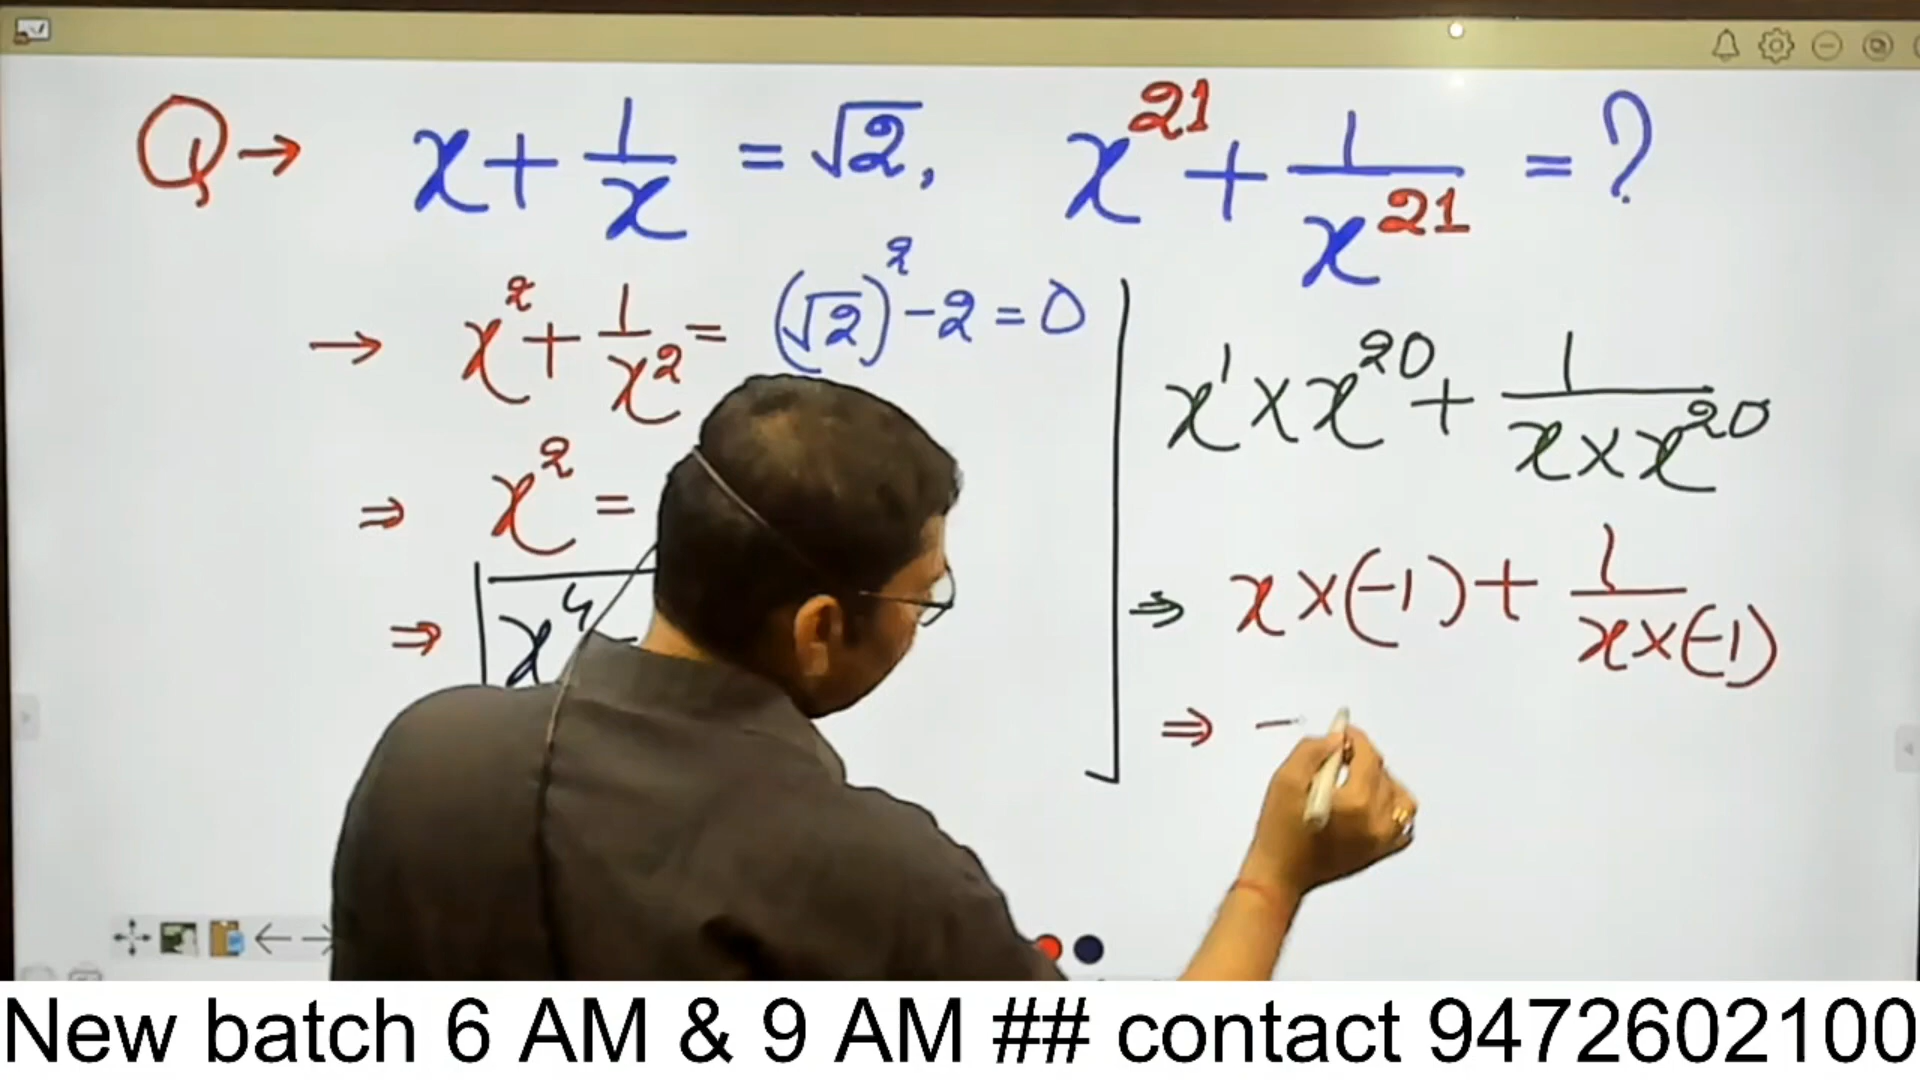 Q → x + 1/x = √2, x^21 + 1/x^21 = ?
→ x^2 + 1/x^2 = (√2)^2 - 2 = 0
⇒ x^2 =
⇒ x^4
x^1 × x^20 + 1/(x × x^20)
⇒ x × (-1) + 1/(x × (-1))
⇒ -
New batch 6 AM & 9 AM ## contact 9472602100